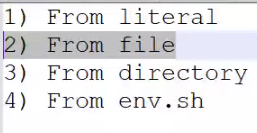 1) From literal
2) From file
3) From directory
4) From env.sh